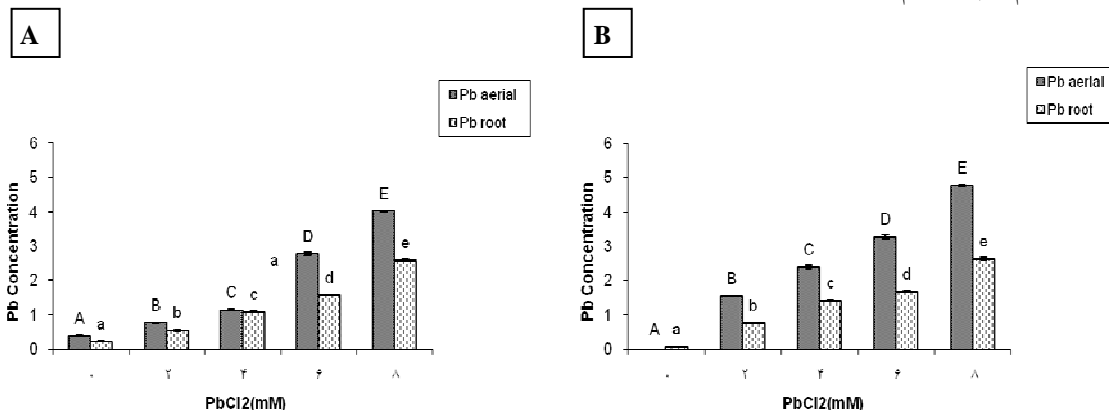 A
B
Pb aerial
Pb root
Pb aerial
Pb root
6
5
4
3
2
1
0
Pb Concentration
A
a
B
b
C
c
a
D
d
E
e
۰
۲
۴
۶
۸
PbCl2(mM)
6
5
4
3
2
1
0
Pb Concentration
A
a
B
b
C
c
D
d
E
e
۰
۲
۴
۶
۸
PbCl2(mM)